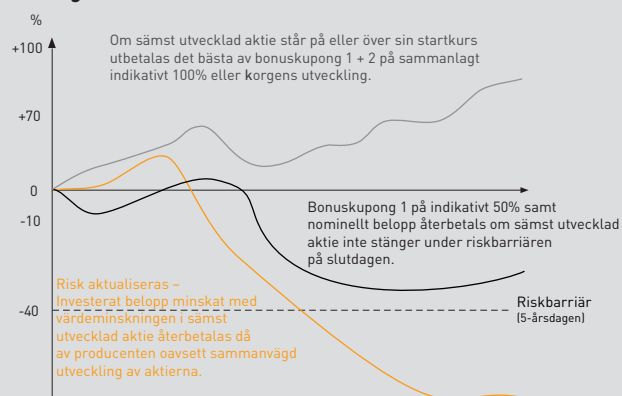 %
+100
Om sämst utvecklad aktie står på eller över sin startkurs
utbetalas det bästa av bonuskupong 1 + 2 på sammanlagt
indikativt 100% eller korgens utveckling.
+70
0
-10
Bonuskupong 1 på indikativt 50% samt
nominellt belopp återbetals om sämst utvecklad
aktie inte stänger under riskbarriären
på slutdagen.
Risk aktualiseras –
Investerat belopp minskat med
värdeminskningen i sämst
utvecklad aktie återbetalas då
av producenten oavsett sammanvägd
utveckling av aktierna.
-40
Riskbarriär
(5-årsdagen)